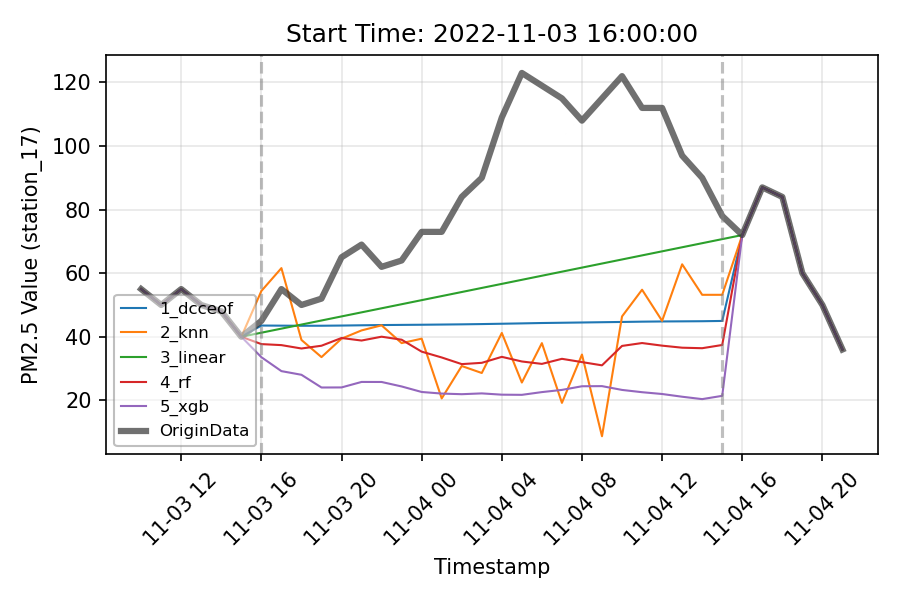 Start Time: 2022-11-03 16:00:00
PM2.5 Value (station_17)
120
100
80
60
40
20
1_dcceof
2_knn
3_linear
4_rf
5_xgb
OriginData
11-03 12
11-03 16
11-03 20
11-04 00
11-04 04
11-04 08
11-04 12
11-04 16
11-04 20
Timestamp